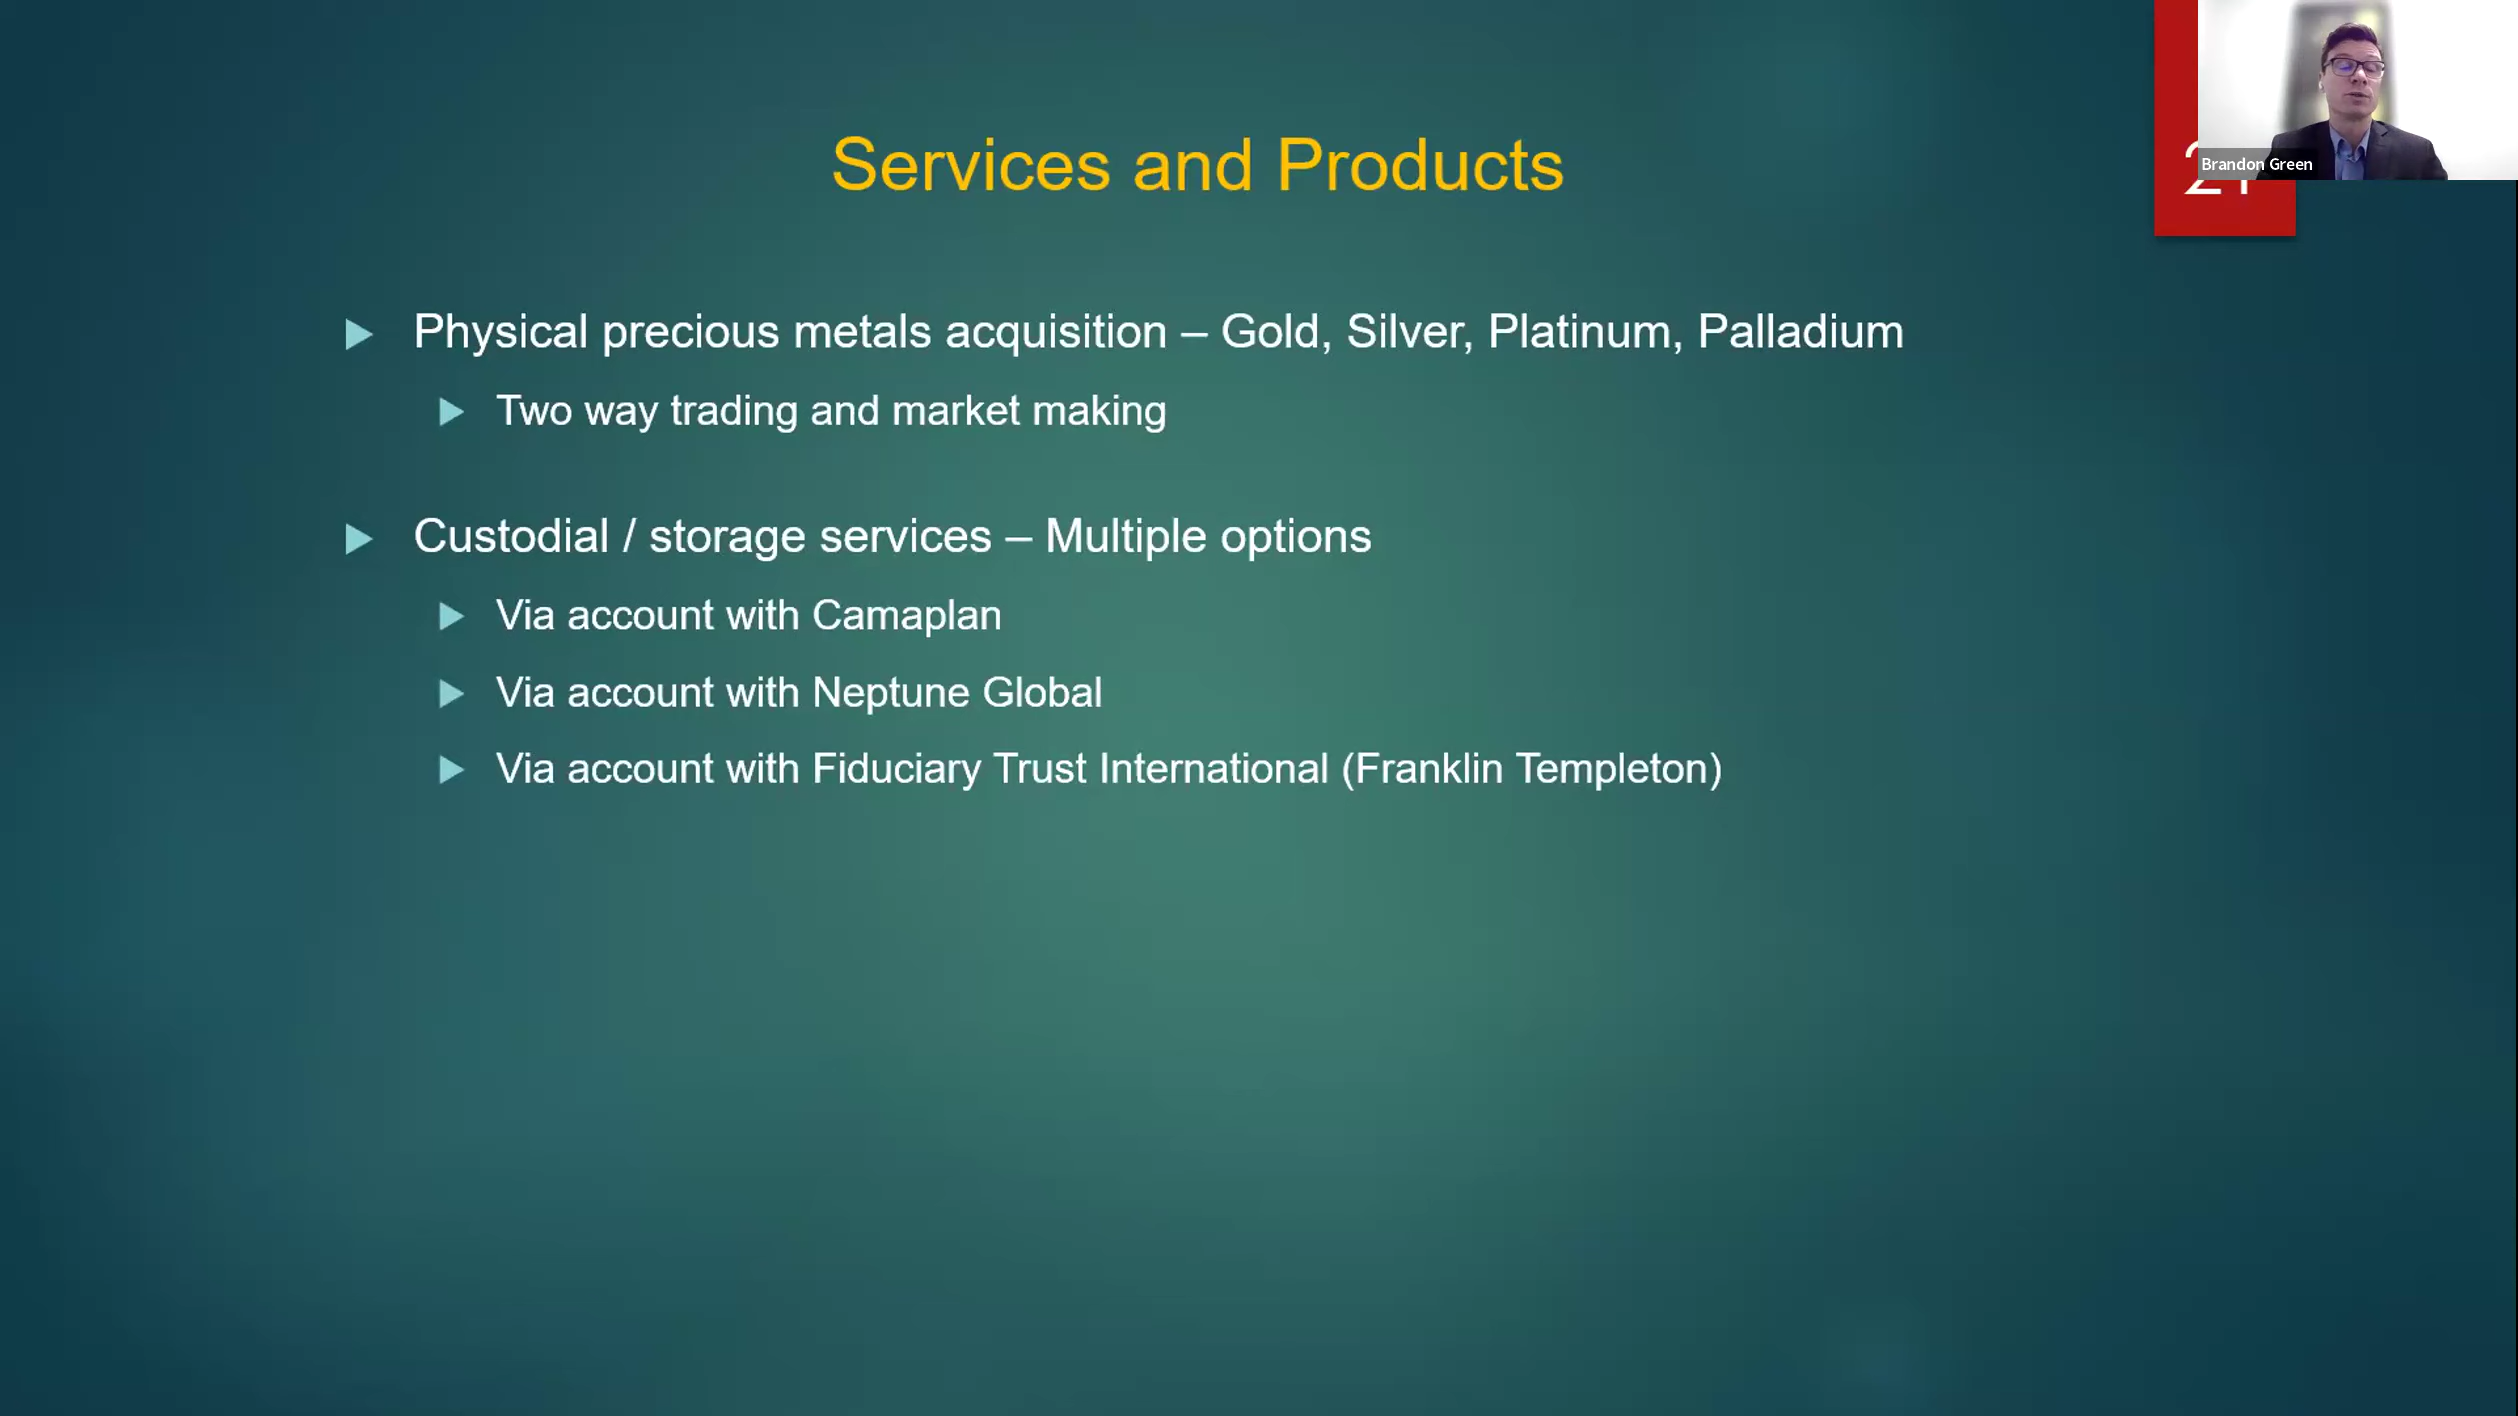 Services and Products
Brandon Green
Physical precious metals acquisition – Gold, Silver, Platinum, Palladium
Two way trading and market making
Custodial / storage services – Multiple options
Via account with Camaplan
Via account with Neptune Global
Via account with Fiduciary Trust International (Franklin Templeton)